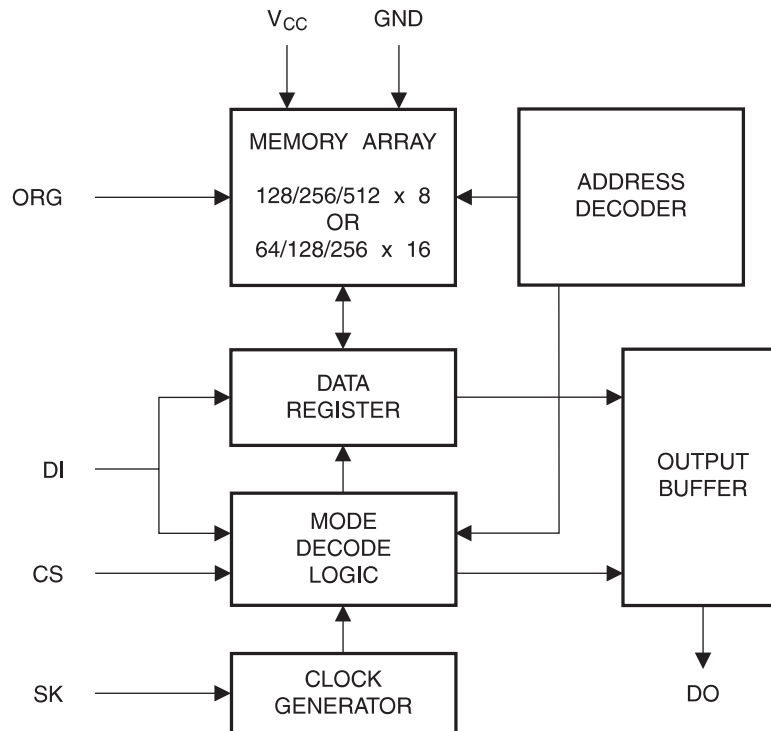 V_CC
GND
MEMORY ARRAY
128/256/512 x 8
OR
64/128/256 x 16
ADDRESS
DECODER
ORG
DATA
REGISTER
DI
OUTPUT
BUFFER
MODE
DECODE
LOGIC
CS
CLOCK
GENERATOR
SK
DO